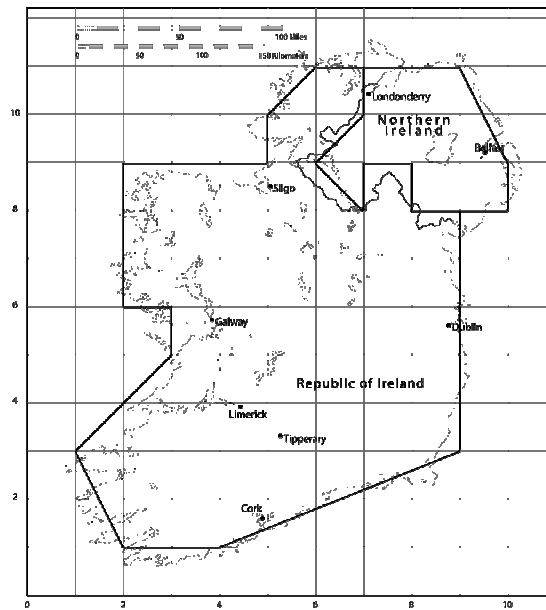 0 50 100 Miles
0 50 100 150 Kilometers
Londonderry
Northern
Ireland
Belfast
Sligo
Galway
Dublin
Republic of Ireland
Limerick
Tipperary
Cork
10
8
6
4
2
0
0 2 4 6 8 10